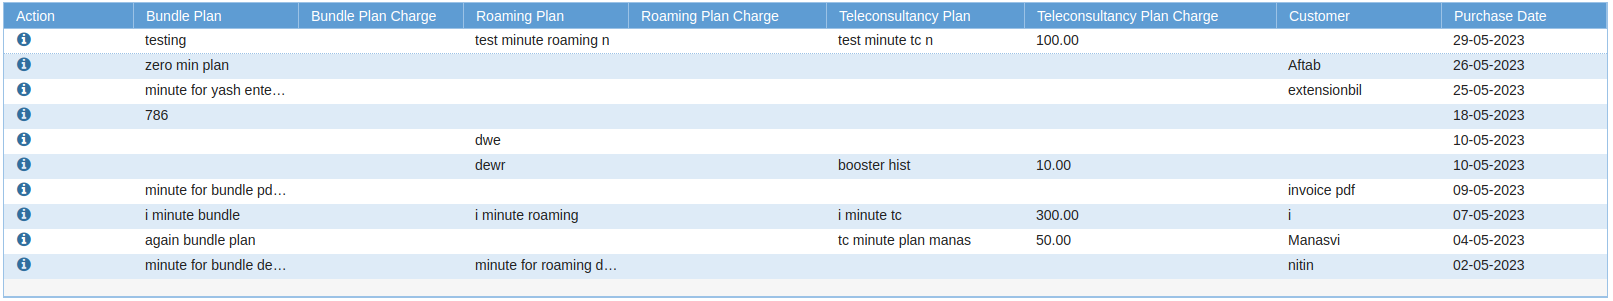 Action Bundle Plan Bundle Plan Charge Roaming Plan Roaming Plan Charge Teleconsultancy Plan Teleconsultancy Plan Charge Customer Purchase Date
testing test minute roaming n test minute tc n 100.00 29-05-2023
zero min plan Aftab 26-05-2023
minute for yash ente… extensionbil 25-05-2023
786 18-05-2023
dwe 10-05-2023
dewr booster hist 10.00 10-05-2023
minute for bundle pd… invoice pdf 09-05-2023
i minute bundle i minute roaming i minute tc 300.00 i 07-05-2023
again bundle plan tc minute plan manas 50.00 Manasvi 04-05-2023
minute for bundle de… minute for roaming d… nitin 02-05-2023